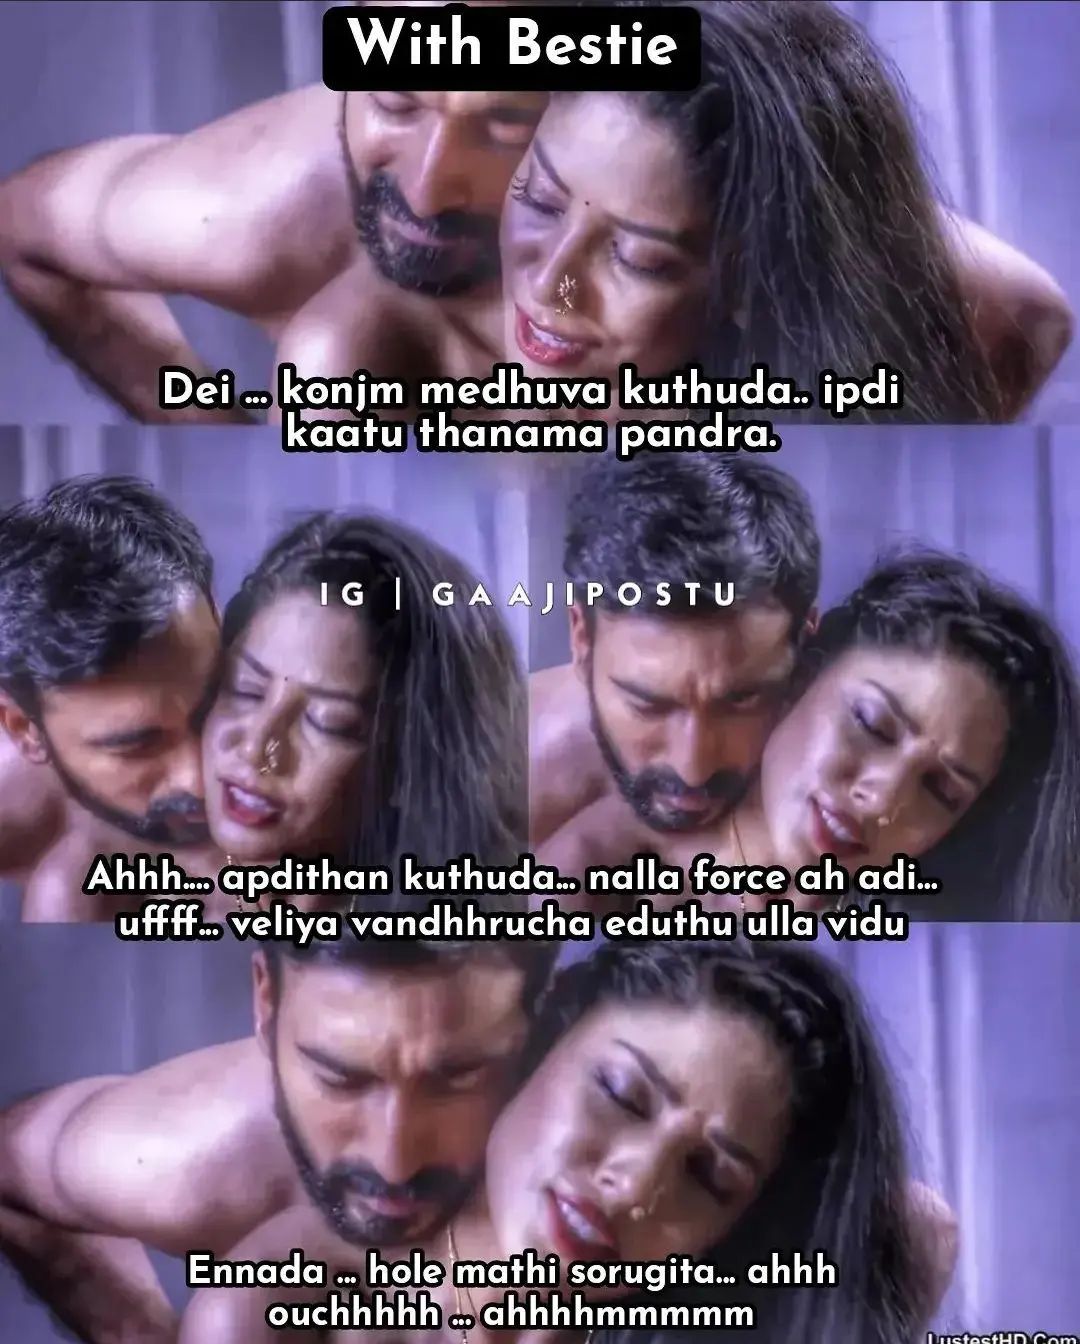 With Bestie
Dei ... konjm medhuva kuthuda.. ipdi
kaatu thanama pandra.
IG | GAAJIPOSTU
Ahhh.... apdithan kuthuda... nalla force ah adi...
uffff... veliya vandhhrucha eduthu ulla vidu
Ennada ... hole mathi sorugita... ahhh
ouchhhhh ... ahhhhmmmmm
LustestHD.Com